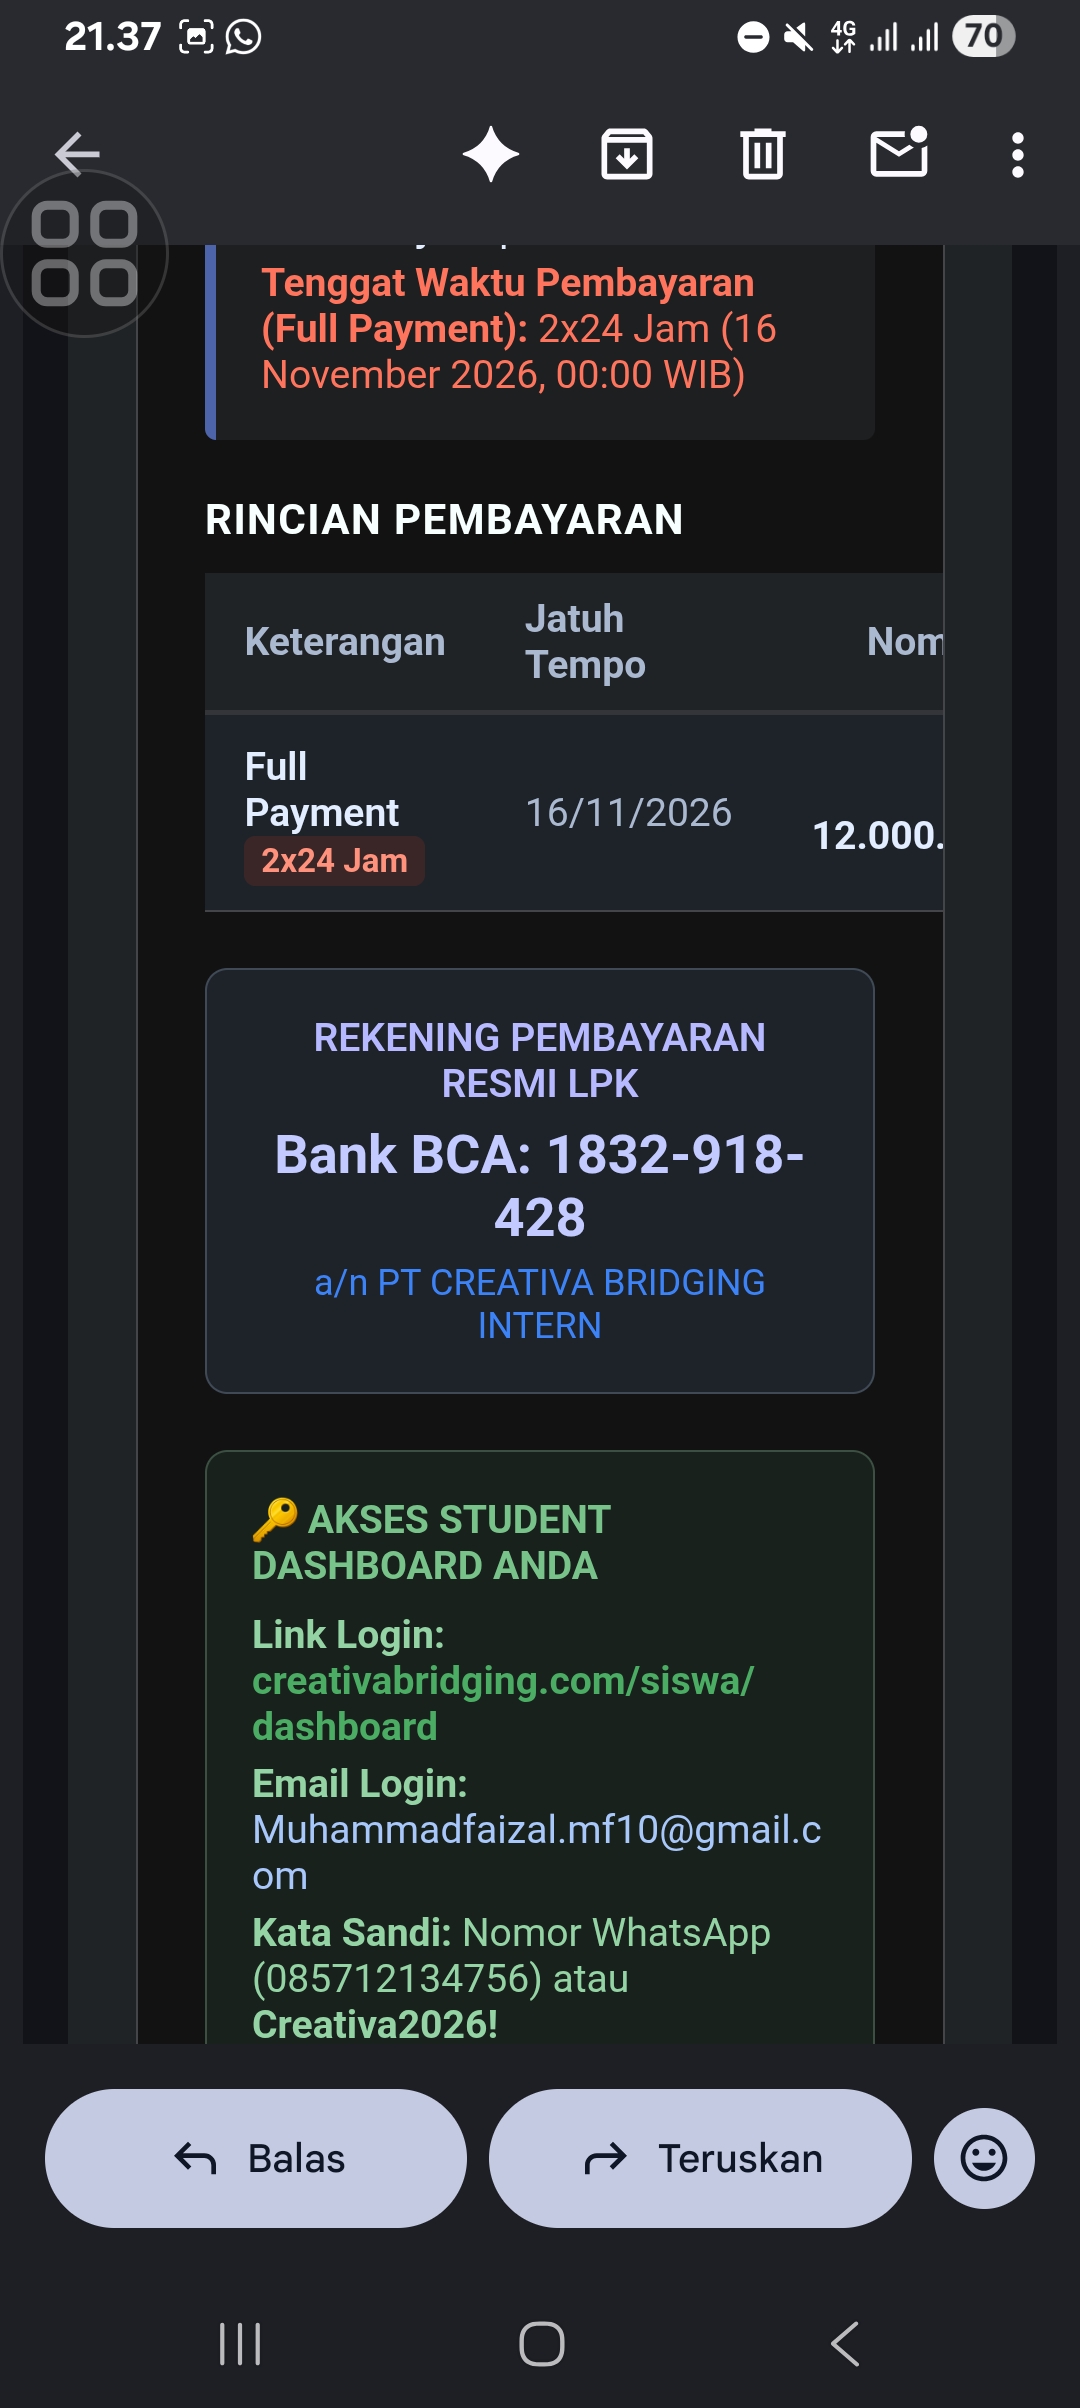 21.37
4G
70
Tenggat Waktu Pembayaran
(Full Payment): 2x24 Jam (16
November 2026, 00:00 WIB)
RINCIAN PEMBAYARAN
Keterangan
Jatuh
Tempo
Nom
Full
Payment
2x24 Jam
16/11/2026
12.000.
REKENING PEMBAYARAN
RESMI LPK
Bank BCA: 1832-918-
428
a/n PT CREATIVA BRIDGING
INTERN
🔑 AKSES STUDENT
DASHBOARD ANDA
Link Login:
creativabridging.com/siswa/
dashboard
Email Login:
Muhammadfaizal.mf10@gmail.c
om
Kata Sandi: Nomor WhatsApp
(085712134756) atau
Creativa2026!
Balas
Teruskan